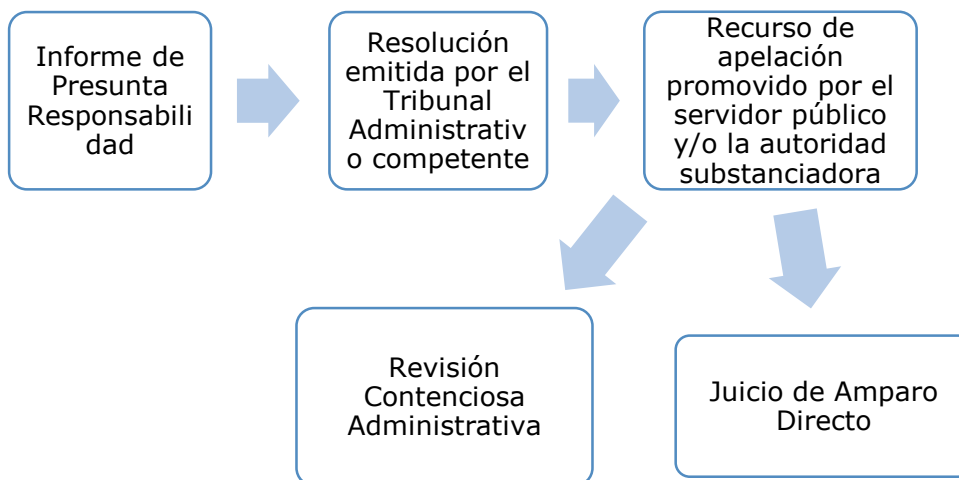 Informe de
Presunta
Responsabili
dad
Resolución
emitida por el
Tribunal
Administrativ
o competente
Recurso de
apelación
promovido por el
servidor público
y/o la autoridad
substanciadora
Revisión
Contenciosa
Administrativa
Juicio de Amparo
Directo